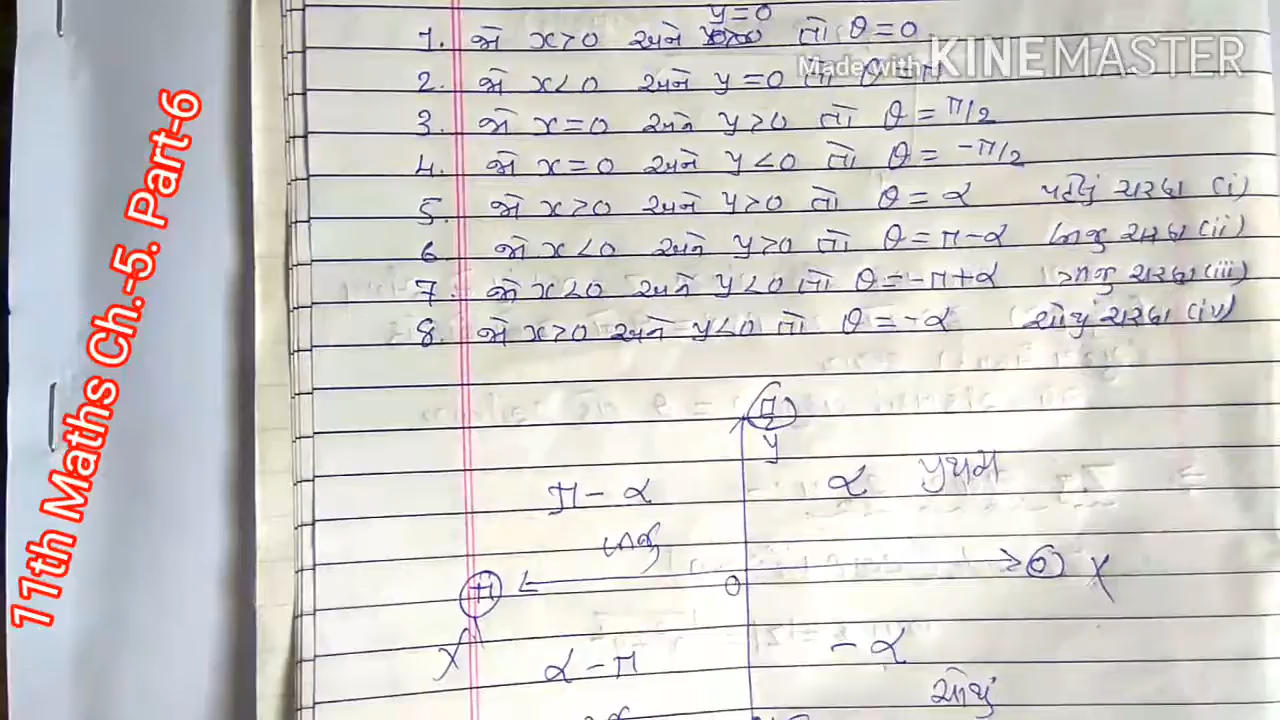 y=0
1. જો x>0 અને તો θ=0
Made with KINEMASTER
2. જો x<0 અને y=0 તો θ=π
3. જો x=0 અને y>0 તો θ=π/2
4. જો x=0 અને y<0 તો θ= -π/2
5. જો x>0 અને y>0 તો θ= α પહેલું ચરણ (i)
6 જો x<0 અને y>0 તો θ=π-α બીજુ ચરણ (ii)
7. જો x<0 અને y<0 તો θ=-π+α ત્રીજુ ચરણ (iii)
8. જો x>0 અને y<0 તો θ=-α ચોથું ચરણ (iv)
11th Maths Ch.-5. Part-6
π/2
y
π-α α પ્રથમ
બીજુ
π 0 0 X
X'
α-π -α
ચોથું